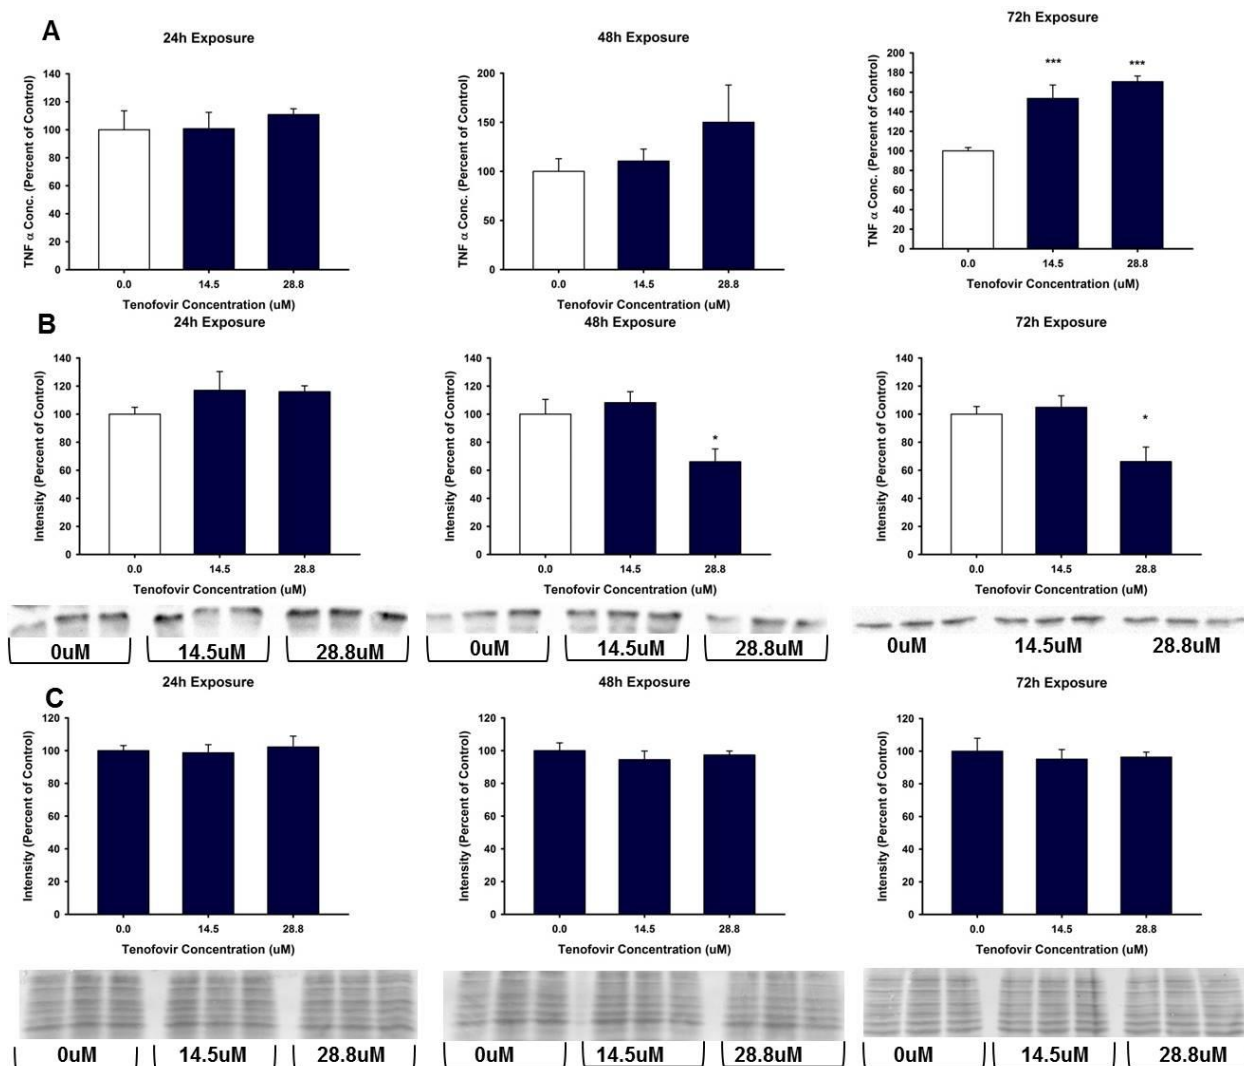 A
24h Exposure
TNF α Conc. (Percent of Control)
140
120
100
80
60
40
20
0
0.0 14.5 28.8
Tenofovir Concentration (uM)
48h Exposure
TNF α Conc. (Percent of Control)
200
150
100
50
0
0.0 14.5 28.8
Tenofovir Concentration (uM)
72h Exposure
TNF α Conc. (Percent of Control)
200
180
160
140
120
100
80
60
40
20
0
*** ***
0.0 14.5 28.8
Tenofovir Concentration (uM)
B
24h Exposure
Intensity (Percent of Control)
140
120
100
80
60
40
20
0
0.0 14.5 28.8
Tenofovir Concentration (uM)
0uM 14.5uM 28.8uM
48h Exposure
Intensity (Percent of Control)
140
120
100
80
60
40
20
0
*
0.0 14.5 28.8
Tenofovir Concentration (uM)
0uM 14.5uM 28.8uM
72h Exposure
Intensity (Percent of Control)
140
120
100
80
60
40
20
0
*
0.0 14.5 28.8
Tenofovir Concentration (uM)
0uM 14.5uM 28.8uM
C
24h Exposure
Intensity (Percent of Control)
120
100
80
60
40
20
0
0.0 14.5 28.8
Tenofovir Concentration (uM)
0uM 14.5uM 28.8uM
48h Exposure
Intensity (Percent of Control)
120
100
80
60
40
20
0
0.0 14.5 28.8
Tenofovir Concentration (uM)
0uM 14.5uM 28.8uM
72h Exposure
Intensity (Percent of Control)
120
100
80
60
40
20
0
0.0 14.5 28.8
Tenofovir Concentration (uM)
0uM 14.5uM 28.8uM